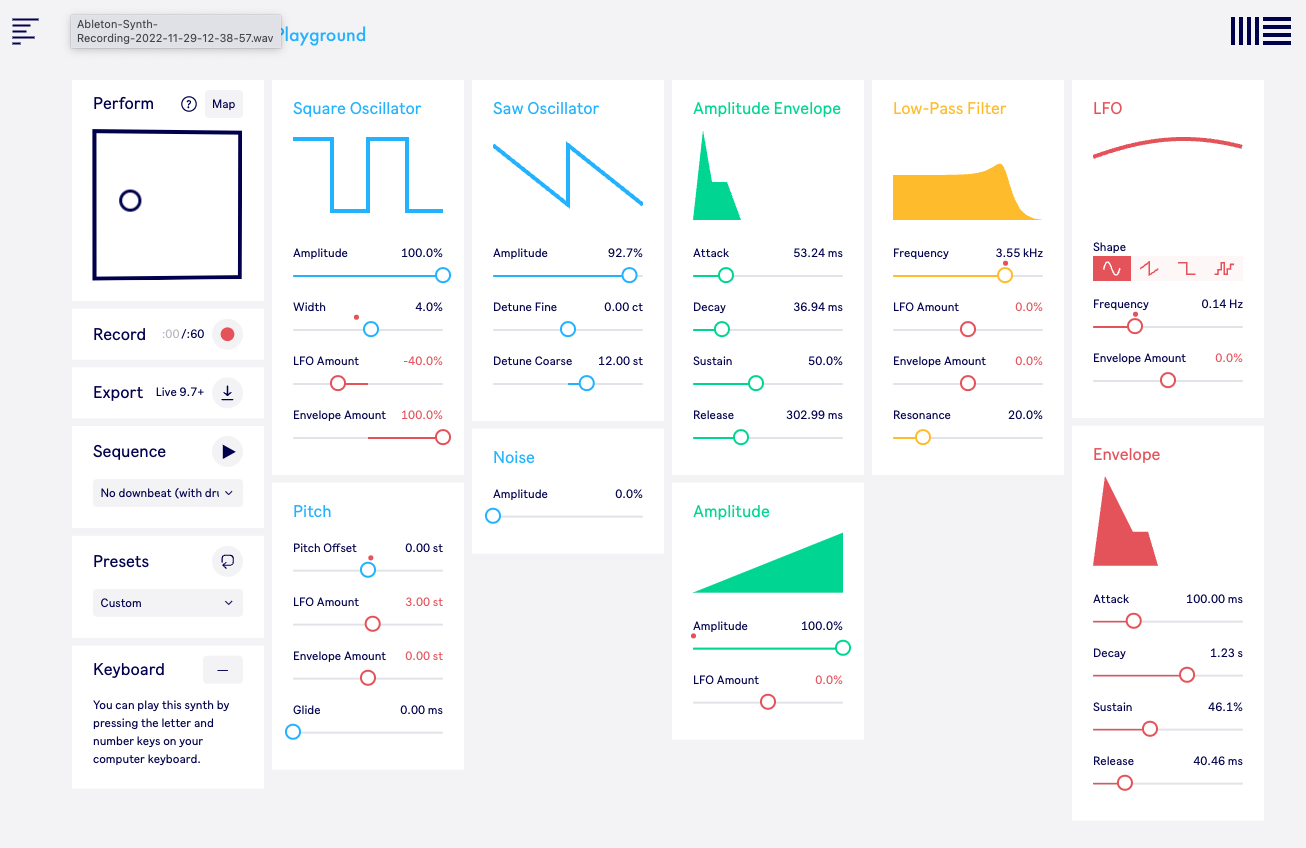 Ableton-Synth-
Recording-2022-11-29-12-38-57.wav
Playground
Perform
?
Map
Record
:00/:60
Export
Live 9.7+
Sequence
No downbeat (with dru
Presets
Custom
Keyboard
You can play this synth by
pressing the letter and
number keys on your
computer keyboard.
Square Oscillator
Amplitude 100.0%
Width 4.0%
LFO Amount -40.0%
Envelope Amount 100.0%
Pitch
Pitch Offset 0.00 st
LFO Amount 3.00 st
Envelope Amount 0.00 st
Glide 0.00 ms
Saw Oscillator
Amplitude 92.7%
Detune Fine 0.00 ct
Detune Coarse 12.00 st
Noise
Amplitude 0.0%
Amplitude Envelope
Attack 53.24 ms
Decay 36.94 ms
Sustain 50.0%
Release 302.99 ms
Amplitude
Amplitude 100.0%
LFO Amount 0.0%
Low-Pass Filter
Frequency 3.55 kHz
LFO Amount 0.0%
Envelope Amount 0.0%
Resonance 20.0%
LFO
Shape
Frequency 0.14 Hz
Envelope Amount 0.0%
Envelope
Attack 100.00 ms
Decay 1.23 s
Sustain 46.1%
Release 40.46 ms